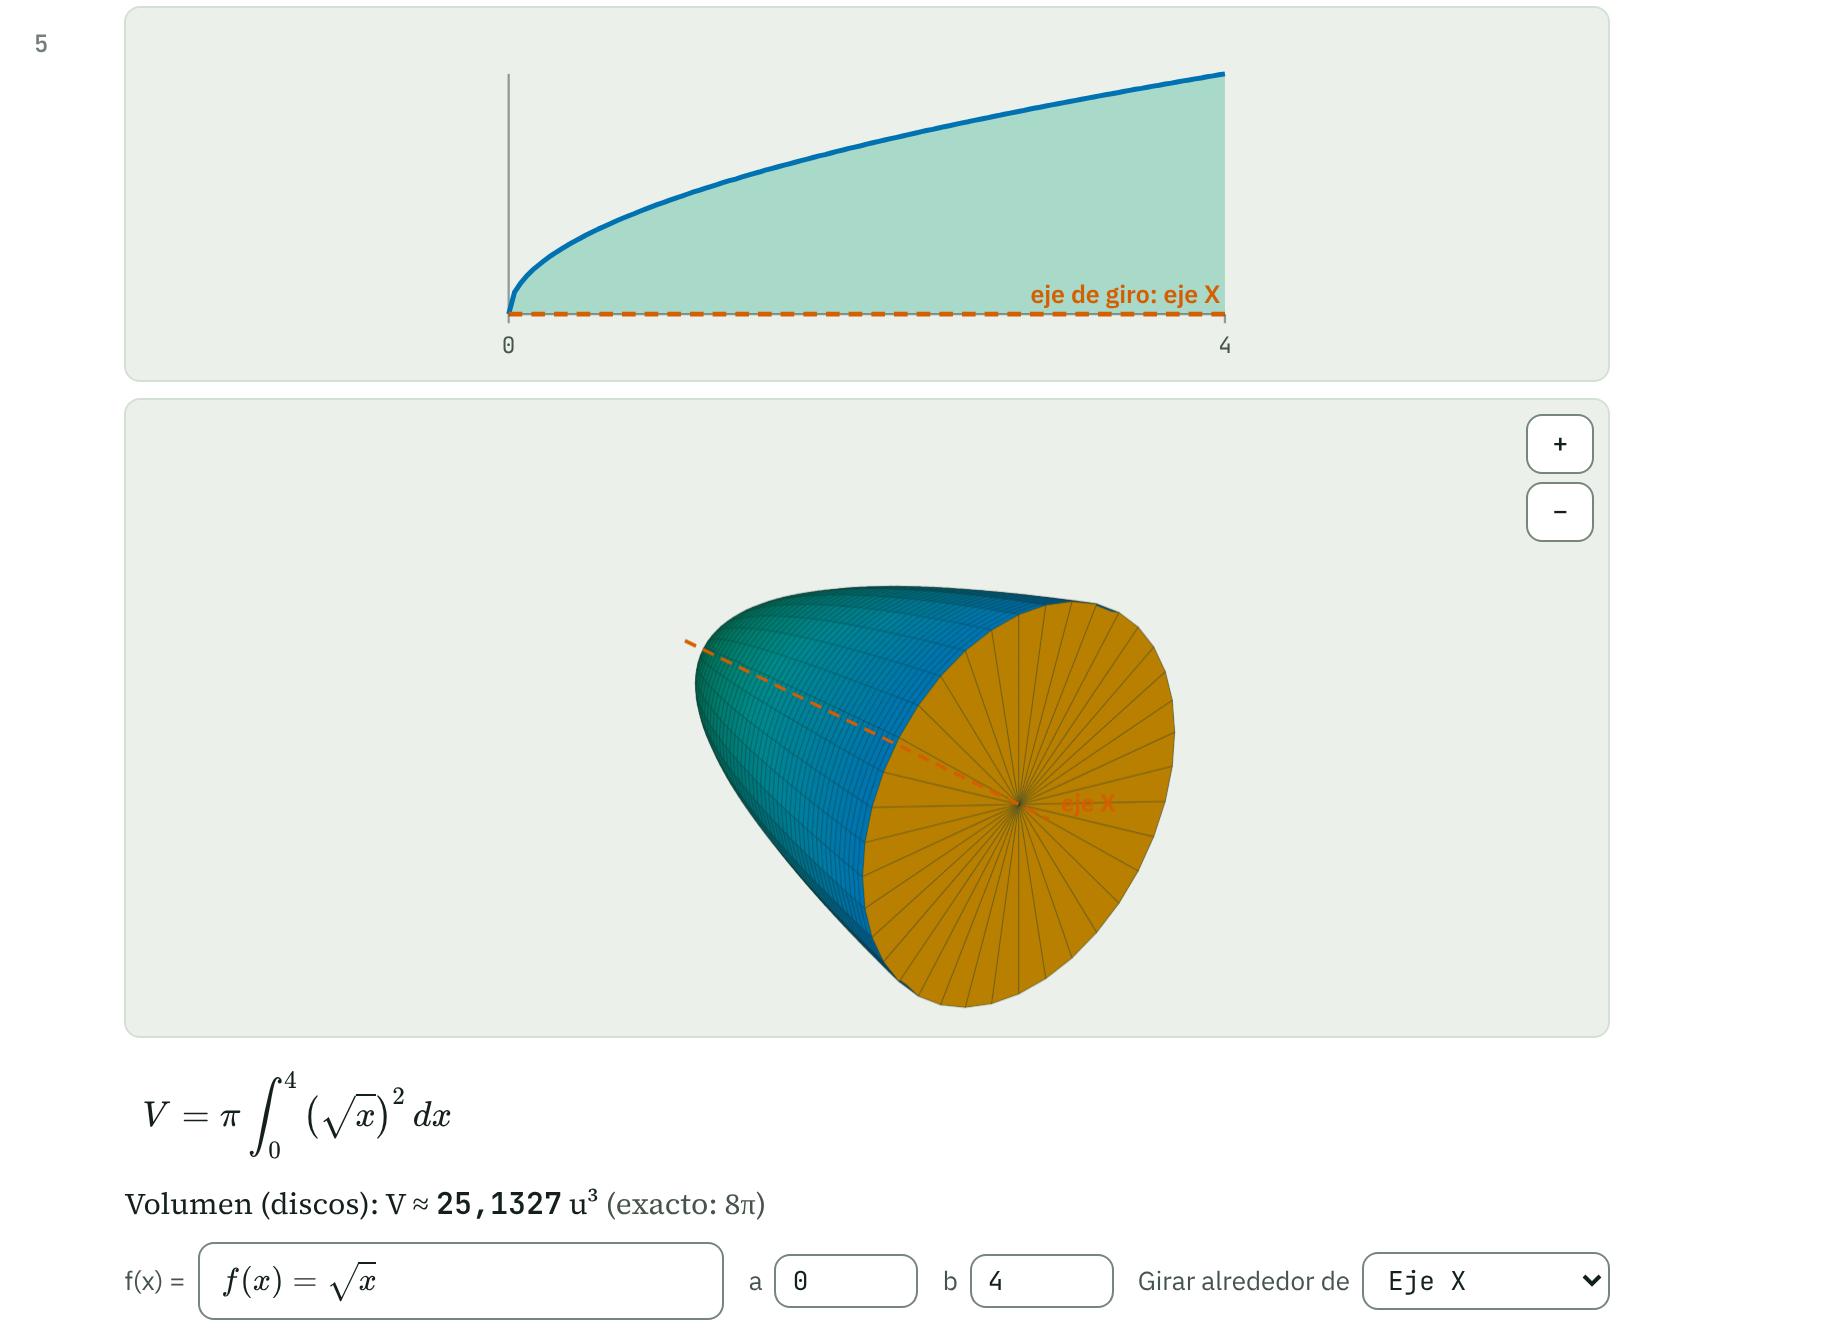 5
eje de giro: eje X
0 4
+
−
eje X
V = π ∫₀⁴ (√x)² dx
Volumen (discos): V ≈ 25,1327 u³ (exacto: 8π)
f(x) = f(x) = √x a 0 b 4 Girar alrededor de Eje X